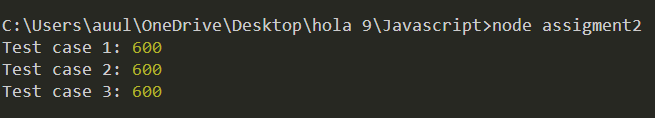 C:\Users\auul\OneDrive\Desktop\hola 9\Javascript>node assigment2
Test case 1: 600
Test case 2: 600
Test case 3: 600